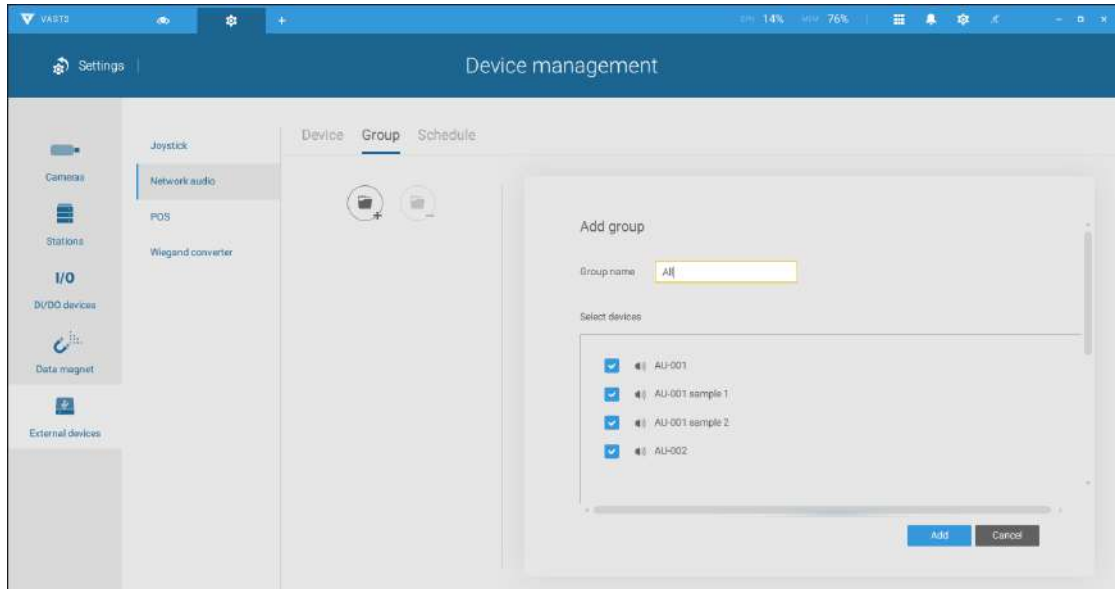 VAST2
14%
76%
Settings
Device management
Cameras
Stations
I/O
DI/DO devices
Data magnet
External devices
Joystick
Network audio
POS
Wiegand converter
Device Group Schedule
Add group
Group name All
Select devices
AU-001
AU-001 sample 1
AU-001 sample 2
AU-002
Add Cancel